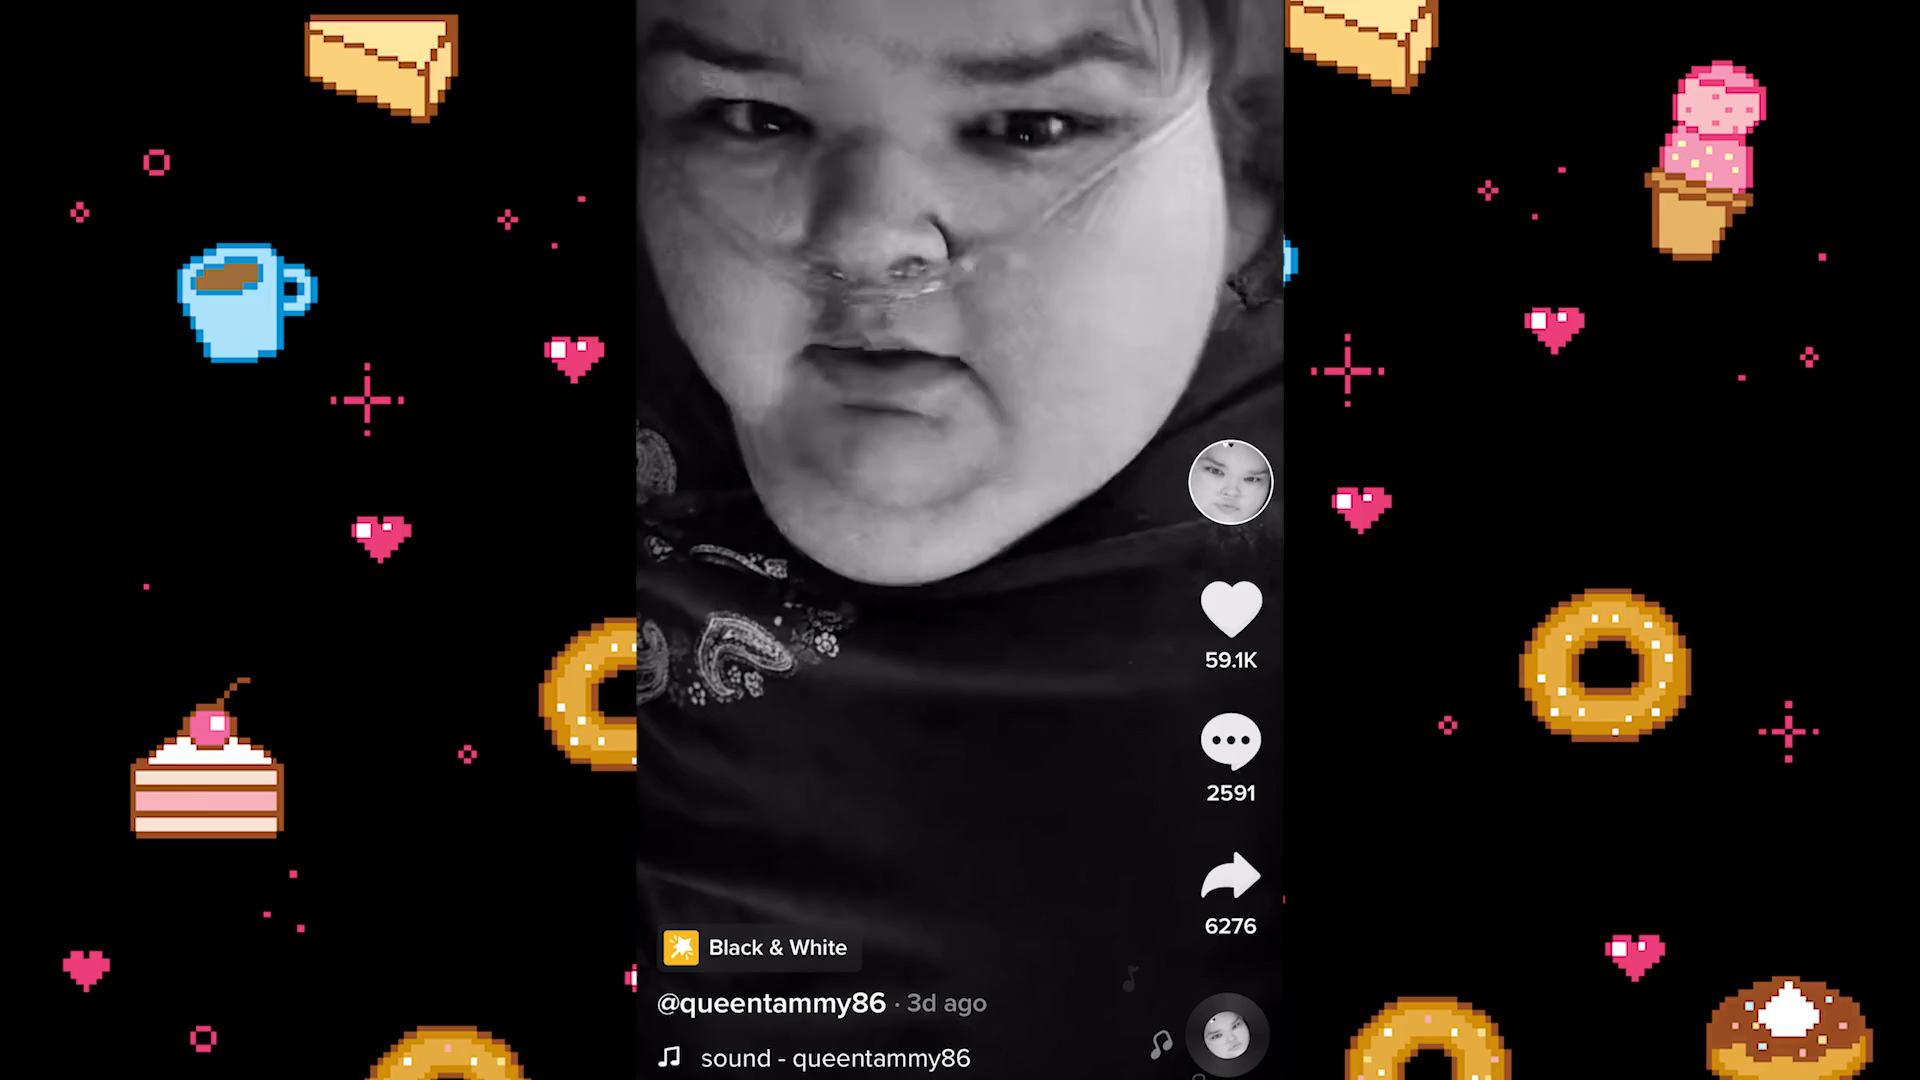 59.1K
2591
6276
Black & White
@queentammy86 · 3d ago
sound - queentammy86